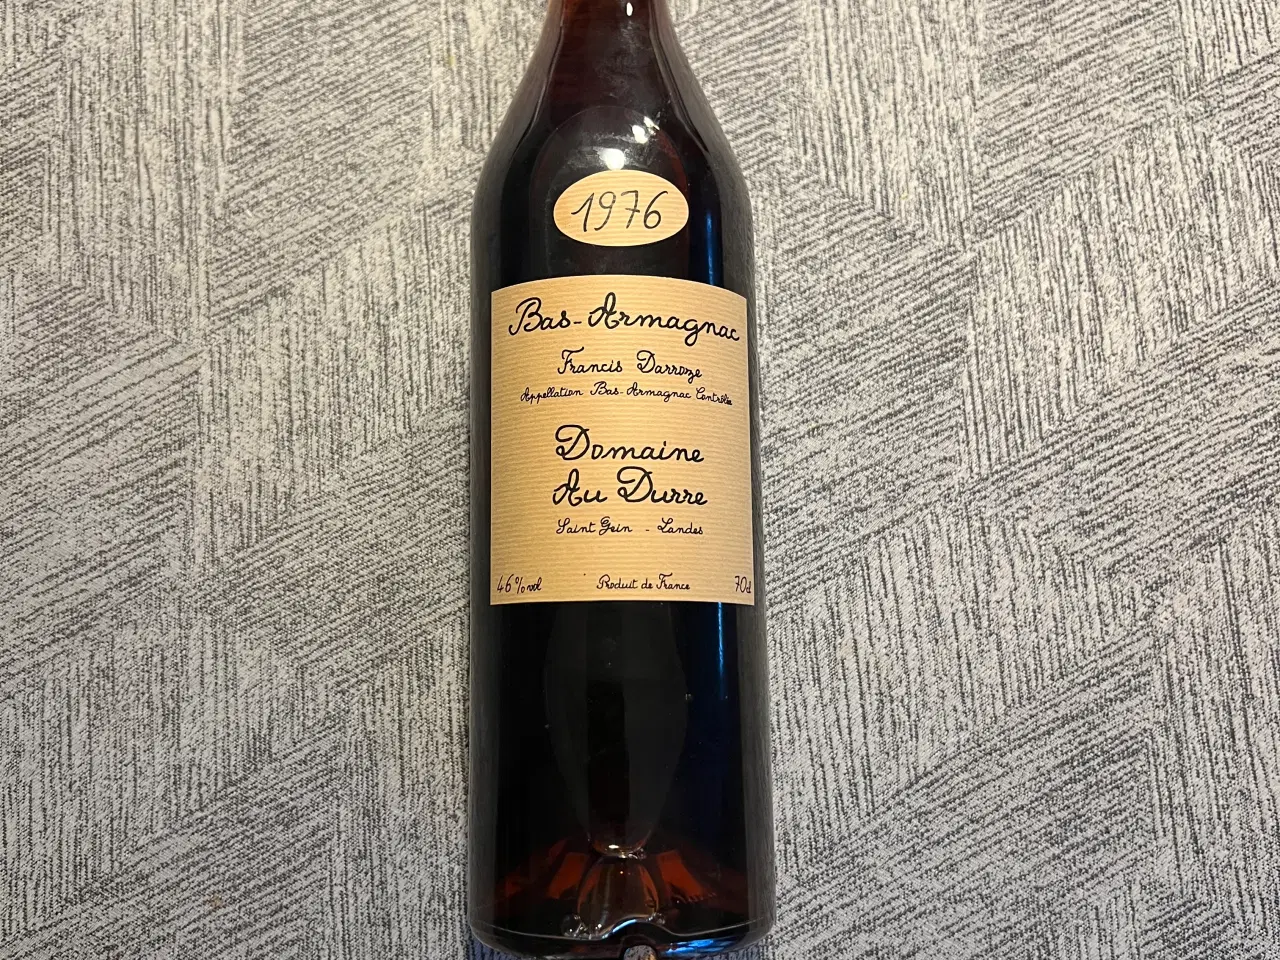 1976
Bas-Armagnac
Francis Darroze
Appellation Bas-Armagnac Contrôlée
Domaine
Au Durre
Saint Gein - Landes
46%vol Produit de France 70cl